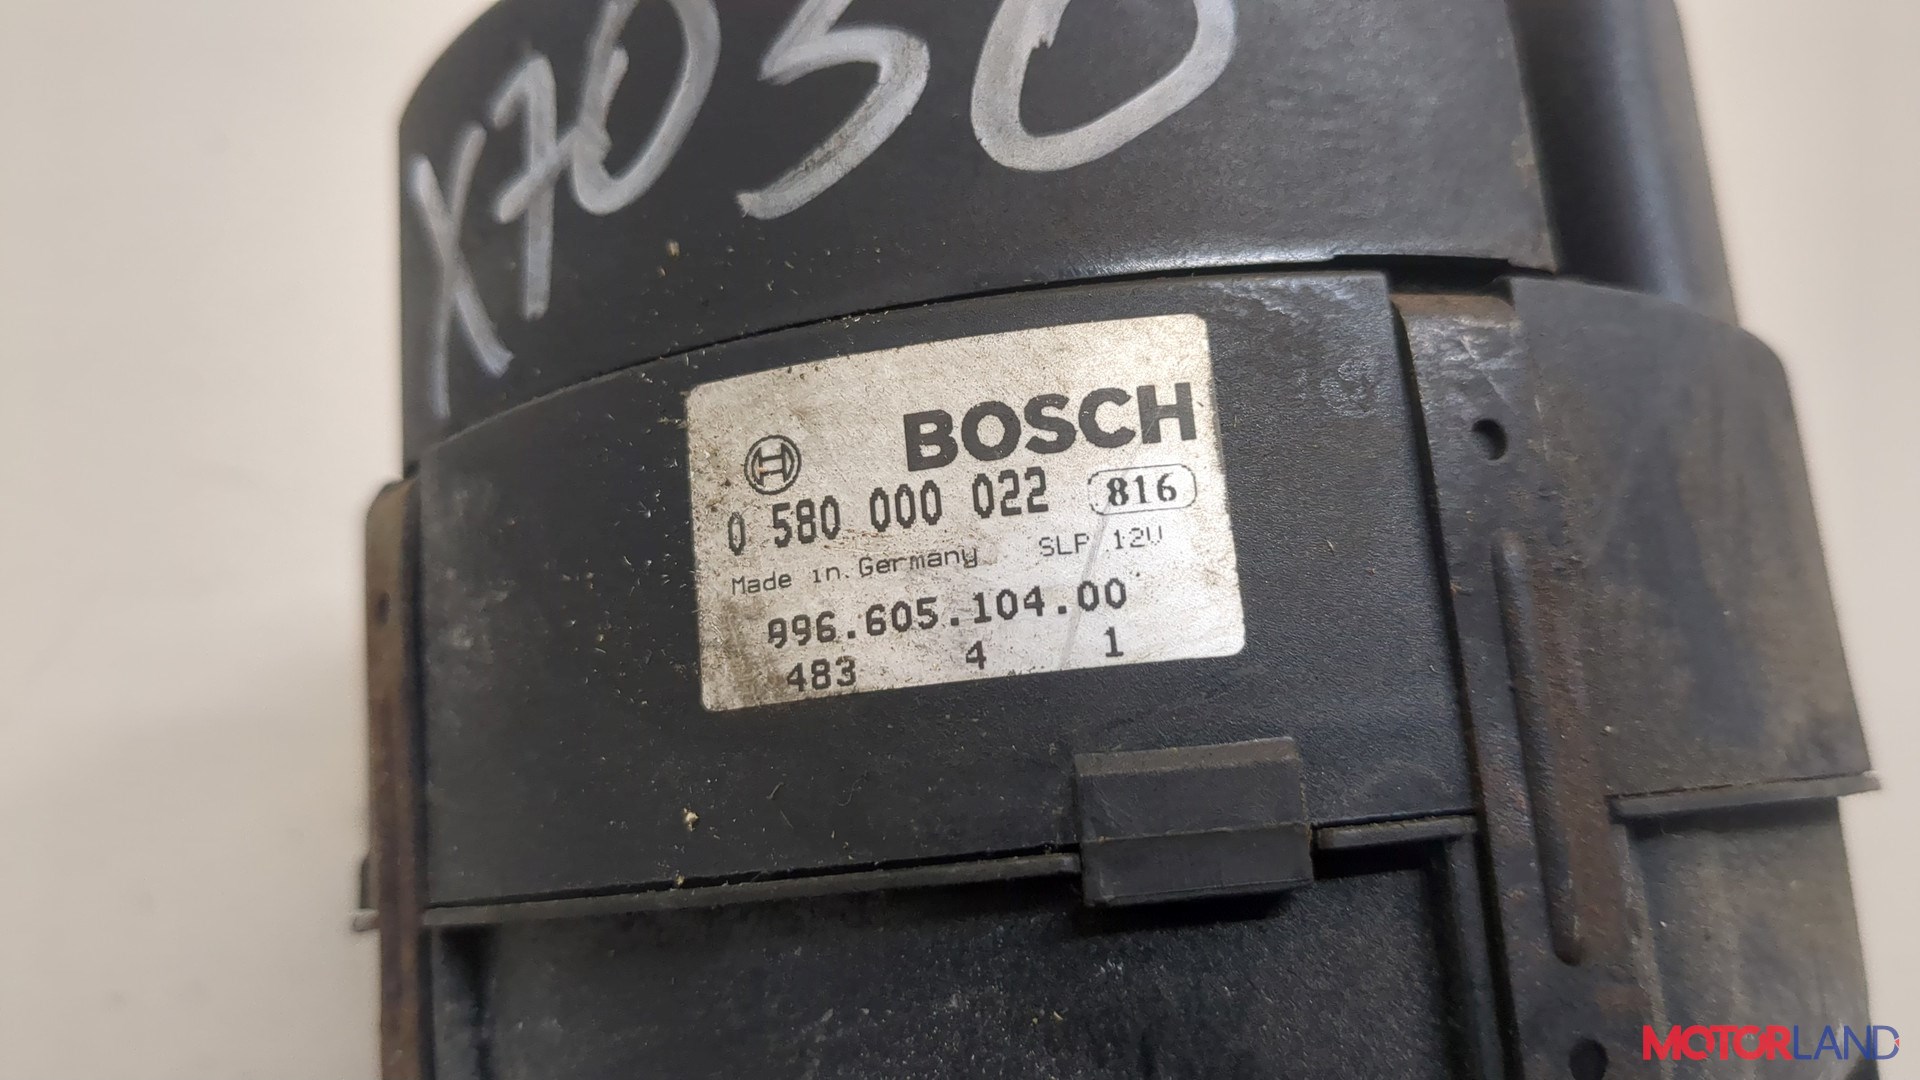 X7050
BOSCH
0 580 000 022 816
Made in Germany SLP 12V
996.605.104.00
483 4 1
MOTORLAND